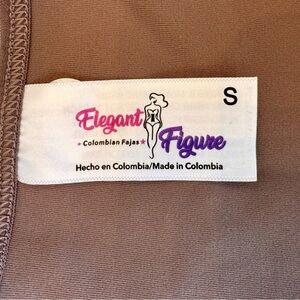 S
Elegant
Colombian Fajas
Figure
Hecho en Colombia/Made in Colombia